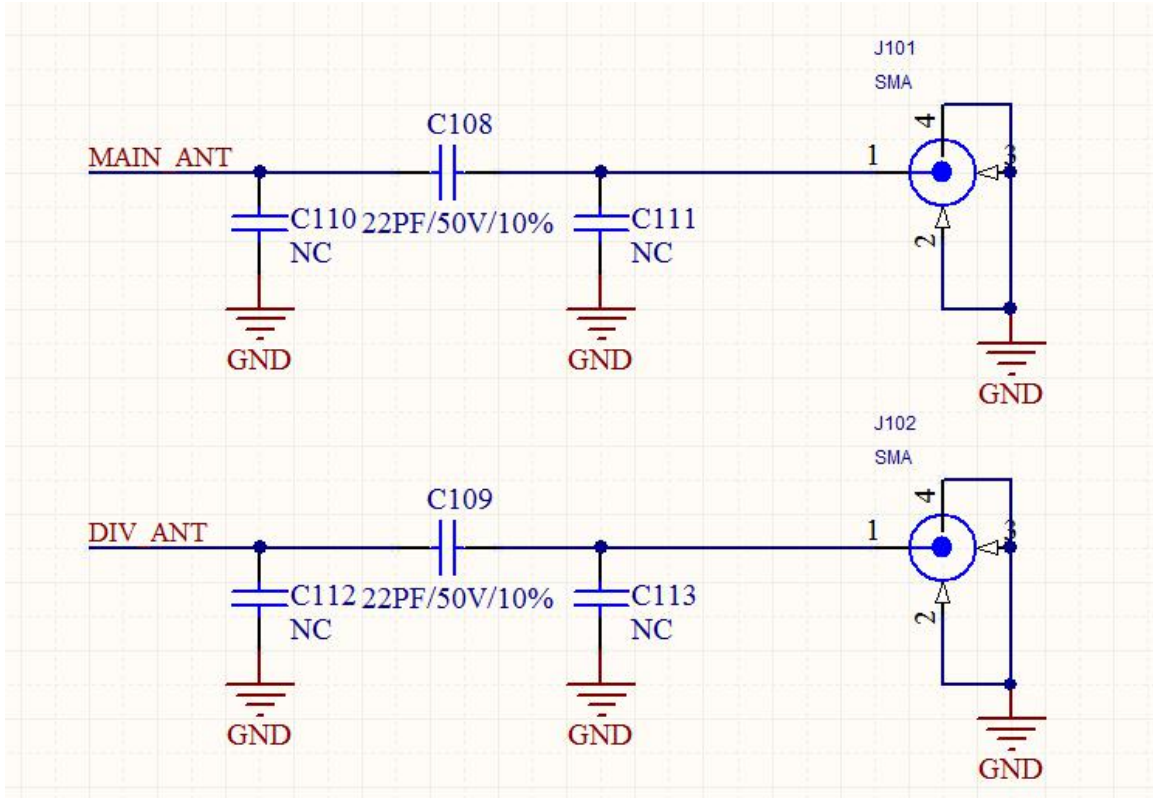 J101
SMA
C108
4
MAIN_ANT
1
3
C110 22PF/50V/10% C111
NC NC
2
GND GND
GND
J102
SMA
C109
4
DIV_ANT
1
3
C112 22PF/50V/10% C113
NC NC
2
GND GND
GND